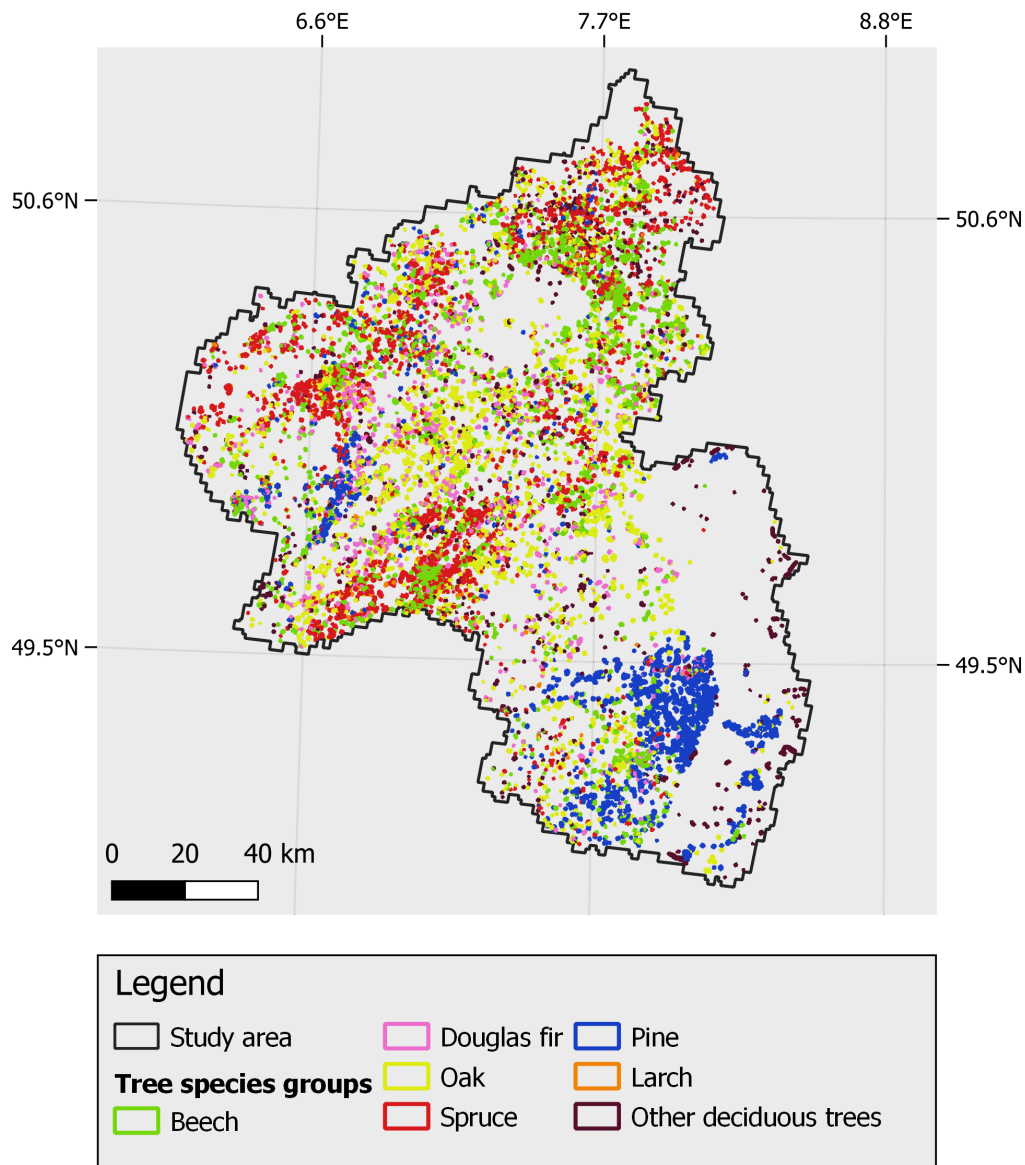 6.6°E 7.7°E 8.8°E
50.6°N
50.6°N
49.5°N
49.5°N
0 20 40 km
Legend
Study area
Tree species groups
Beech
Douglas fir
Oak
Spruce
Pine
Larch
Other deciduous trees